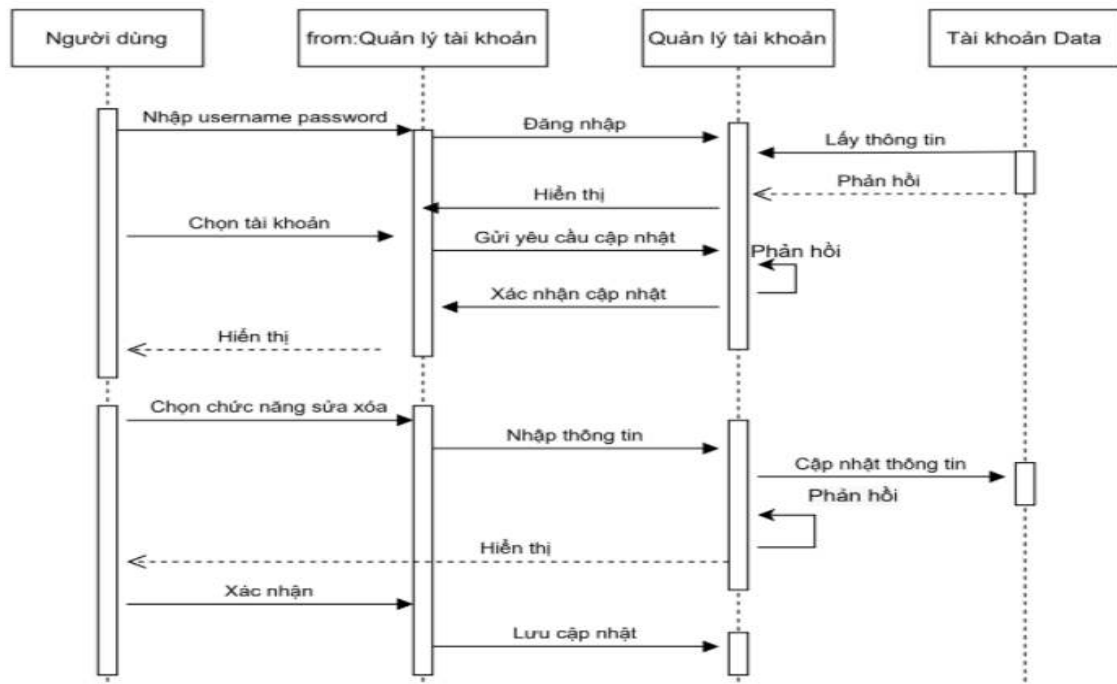 Người dùng
from:Quản lý tài khoản
Quản lý tài khoản
Tài khoản Data
Nhập username password
Đăng nhập
Lấy thông tin
Phản hồi
Hiển thị
Chọn tài khoản
Gửi yêu cầu cập nhật
Phản hồi
Xác nhận cập nhật
Hiển thị
Chọn chức năng sửa xóa
Nhập thông tin
Cập nhật thông tin
Phản hồi
Hiển thị
Xác nhận
Lưu cập nhật